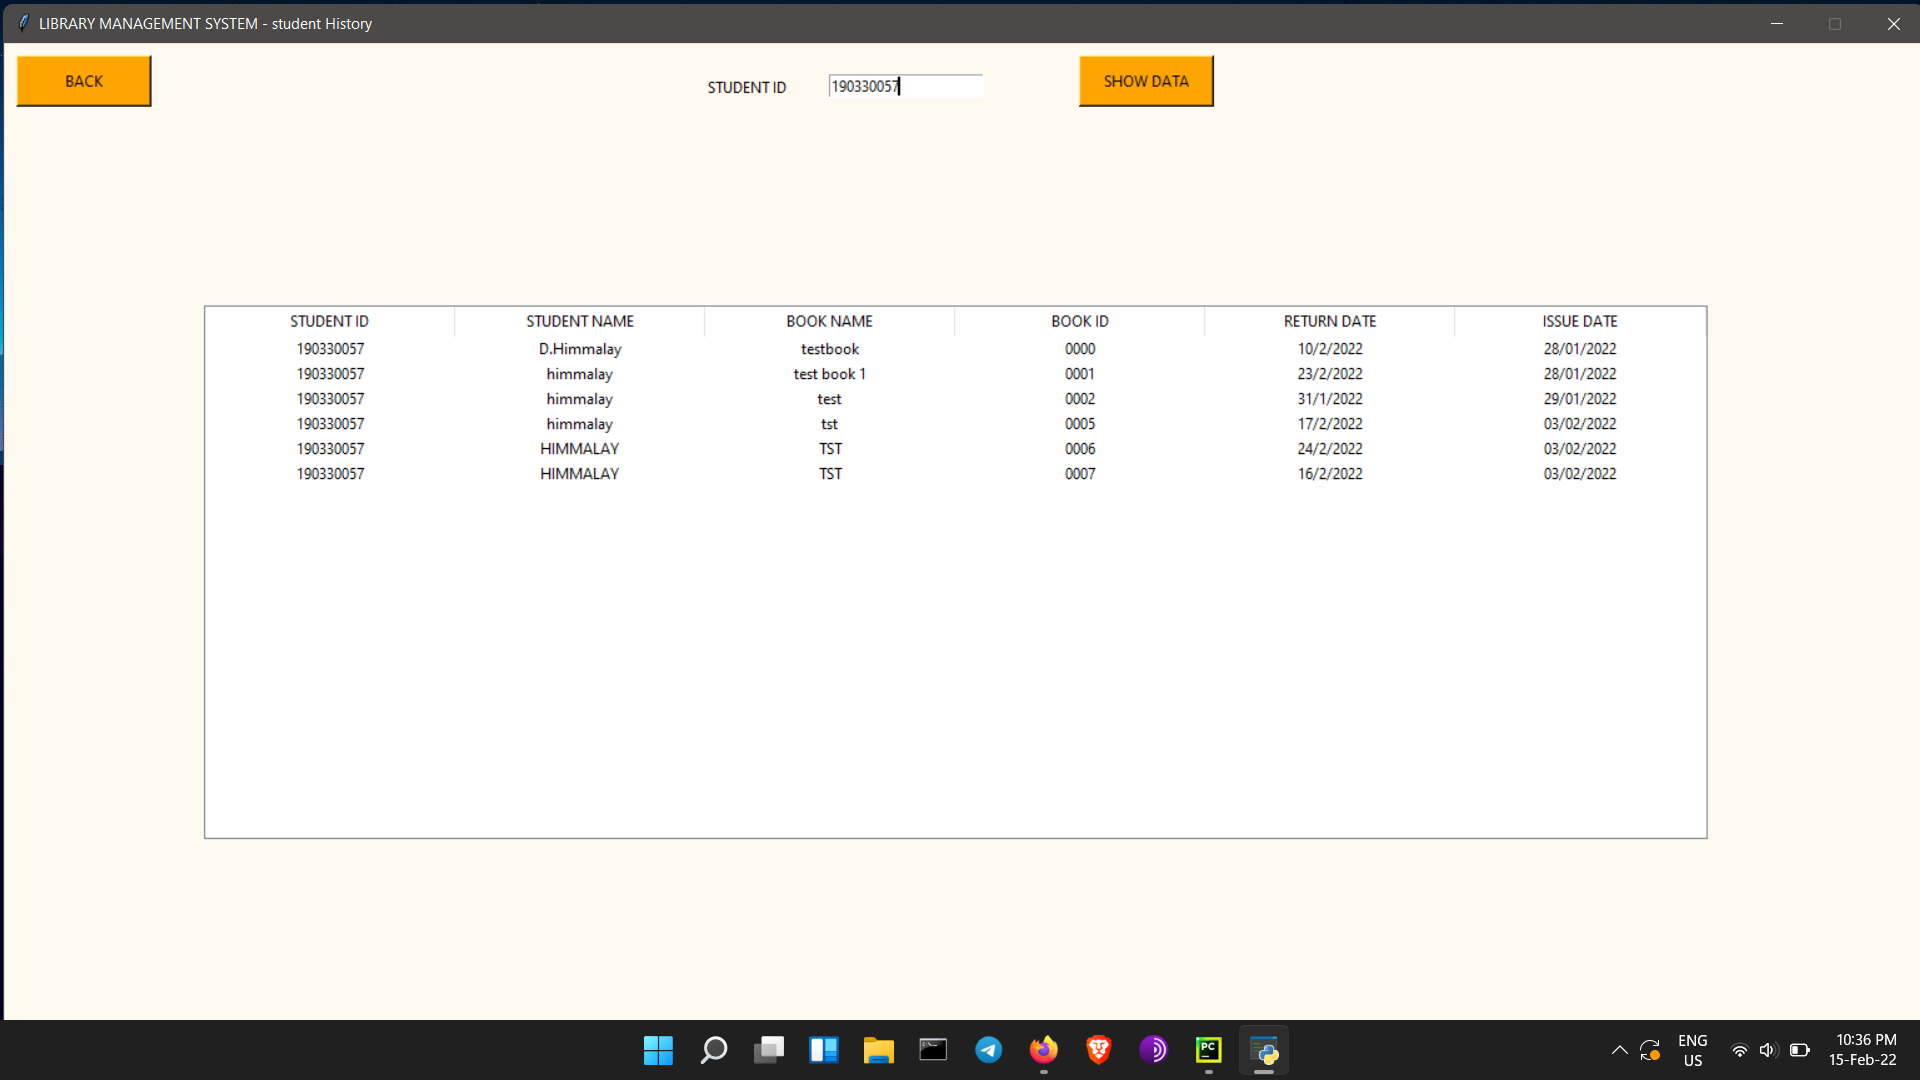 LIBRARY MANAGEMENT SYSTEM - student History
BACK
STUDENT ID 190330057
SHOW DATA
STUDENT ID STUDENT NAME BOOK NAME BOOK ID RETURN DATE ISSUE DATE
190330057 D.Himmalay testbook 0000 10/2/2022 28/01/2022
190330057 himmalay test book 1 0001 23/2/2022 28/01/2022
190330057 himmalay test 0002 31/1/2022 29/01/2022
190330057 himmalay tst 0005 17/2/2022 03/02/2022
190330057 HIMMALAY TST 0006 24/2/2022 03/02/2022
190330057 HIMMALAY TST 0007 16/2/2022 03/02/2022
PC
ENG
US
10:36 PM
15-Feb-22